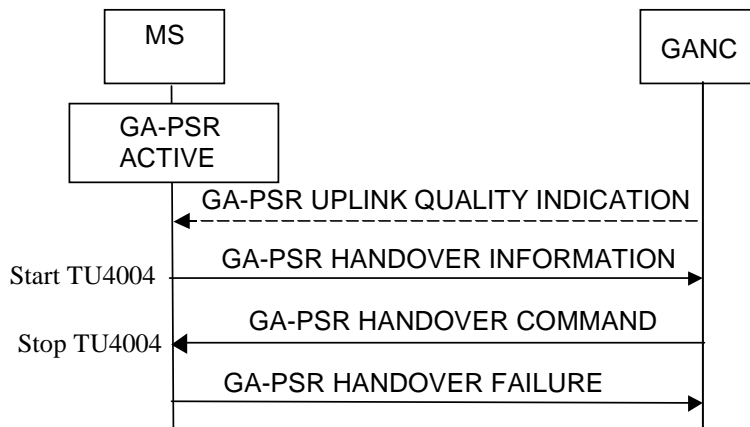 MS
GANC
GA-PSR
ACTIVE
GA-PSR UPLINK QUALITY INDICATION
GA-PSR HANDOVER INFORMATION
Start TU4004
GA-PSR HANDOVER COMMAND
Stop TU4004
GA-PSR HANDOVER FAILURE